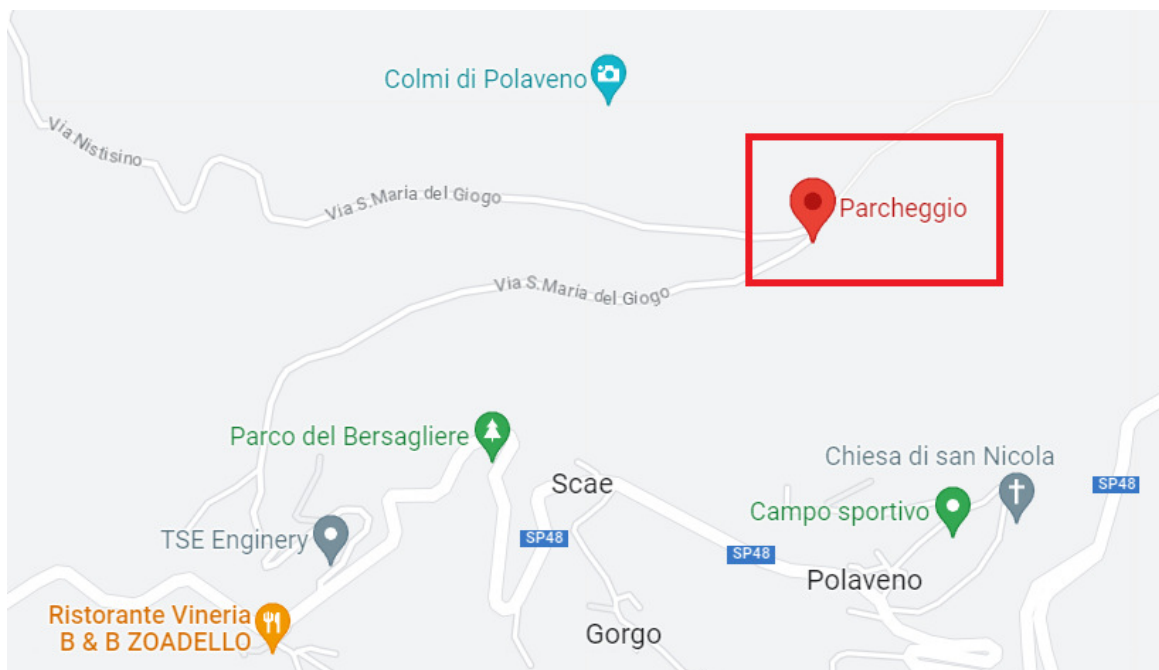 Colmi di Polaveno
Via Nistisino
Via S.Maria del Giogo
Parcheggio
Via S.Maria del Giogo
Parco del Bersagliere
Chiesa di san Nicola
Scae
SP48
Campo sportivo
TSE Enginery
SP48
SP48
Polaveno
Ristorante Vineria
B & B ZOADELLO
Gorgo